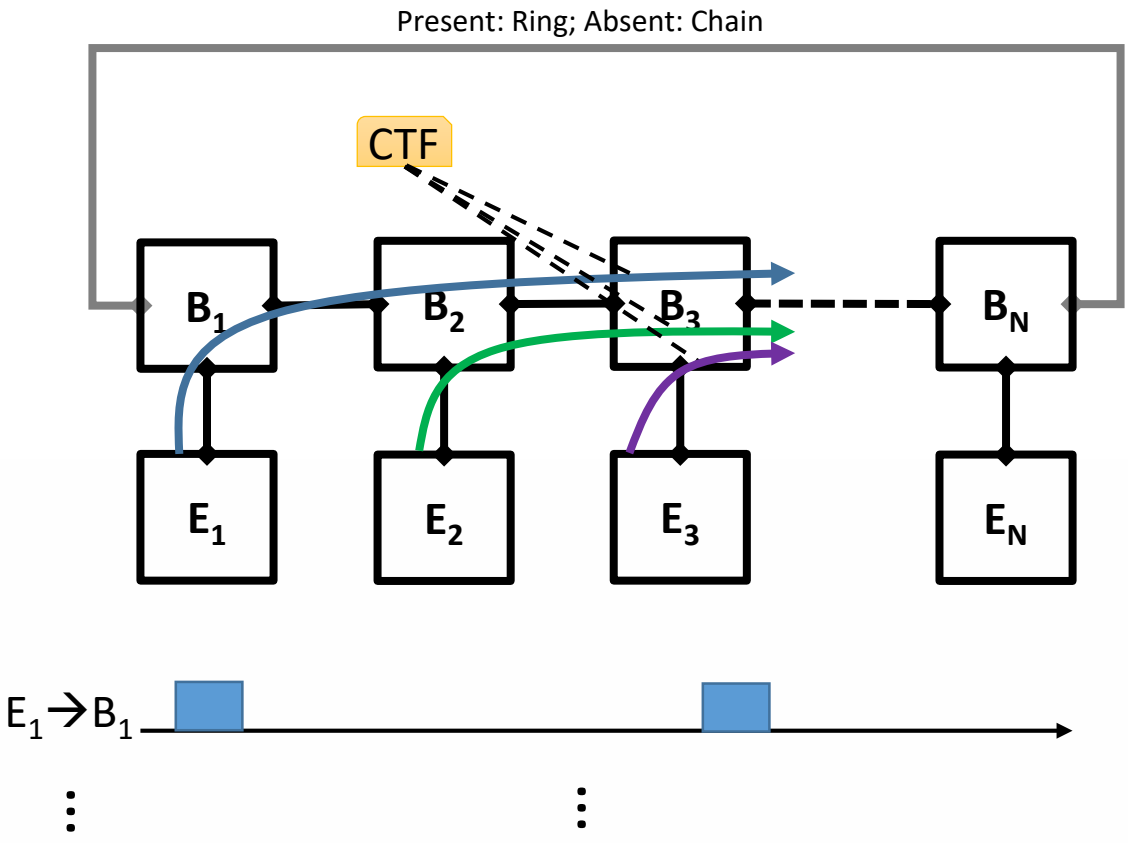 Present: Ring; Absent: Chain
CTF
B1 B2 B3 BN
E1 E2 E3 EN
E1→B1